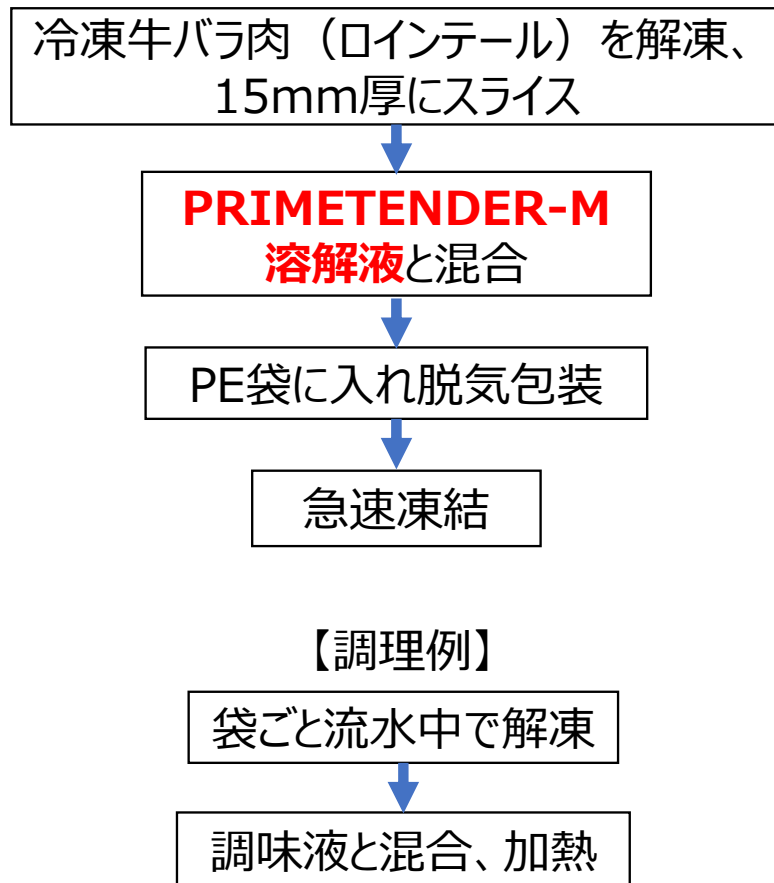 冷凍牛バラ肉（ロインテール）を解凍、
15mm厚にスライス
PRIMETENDER-M
溶解液と混合
PE袋に入れ脱気包装
急速凍結
【調理例】
袋ごと流水中で解凍
調味液と混合、加熱